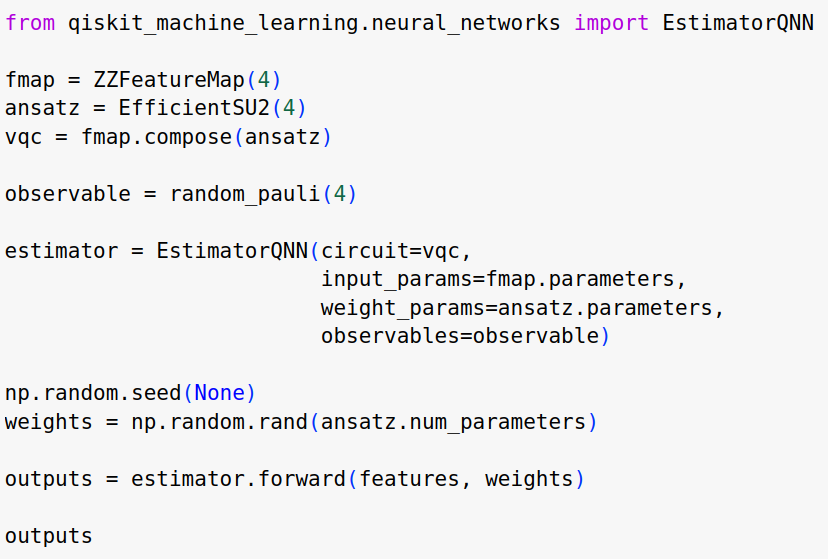 from qiskit_machine_learning.neural_networks import EstimatorQNN
fmap = ZZFeatureMap(4)
ansatz = EfficientSU2(4)
vqc = fmap.compose(ansatz)
observable = random_pauli(4)
estimator = EstimatorQNN(circuit=vqc,
                         input_params=fmap.parameters,
                         weight_params=ansatz.parameters,
                         observables=observable)
np.random.seed(None)
weights = np.random.rand(ansatz.num_parameters)
outputs = estimator.forward(features, weights)
outputs